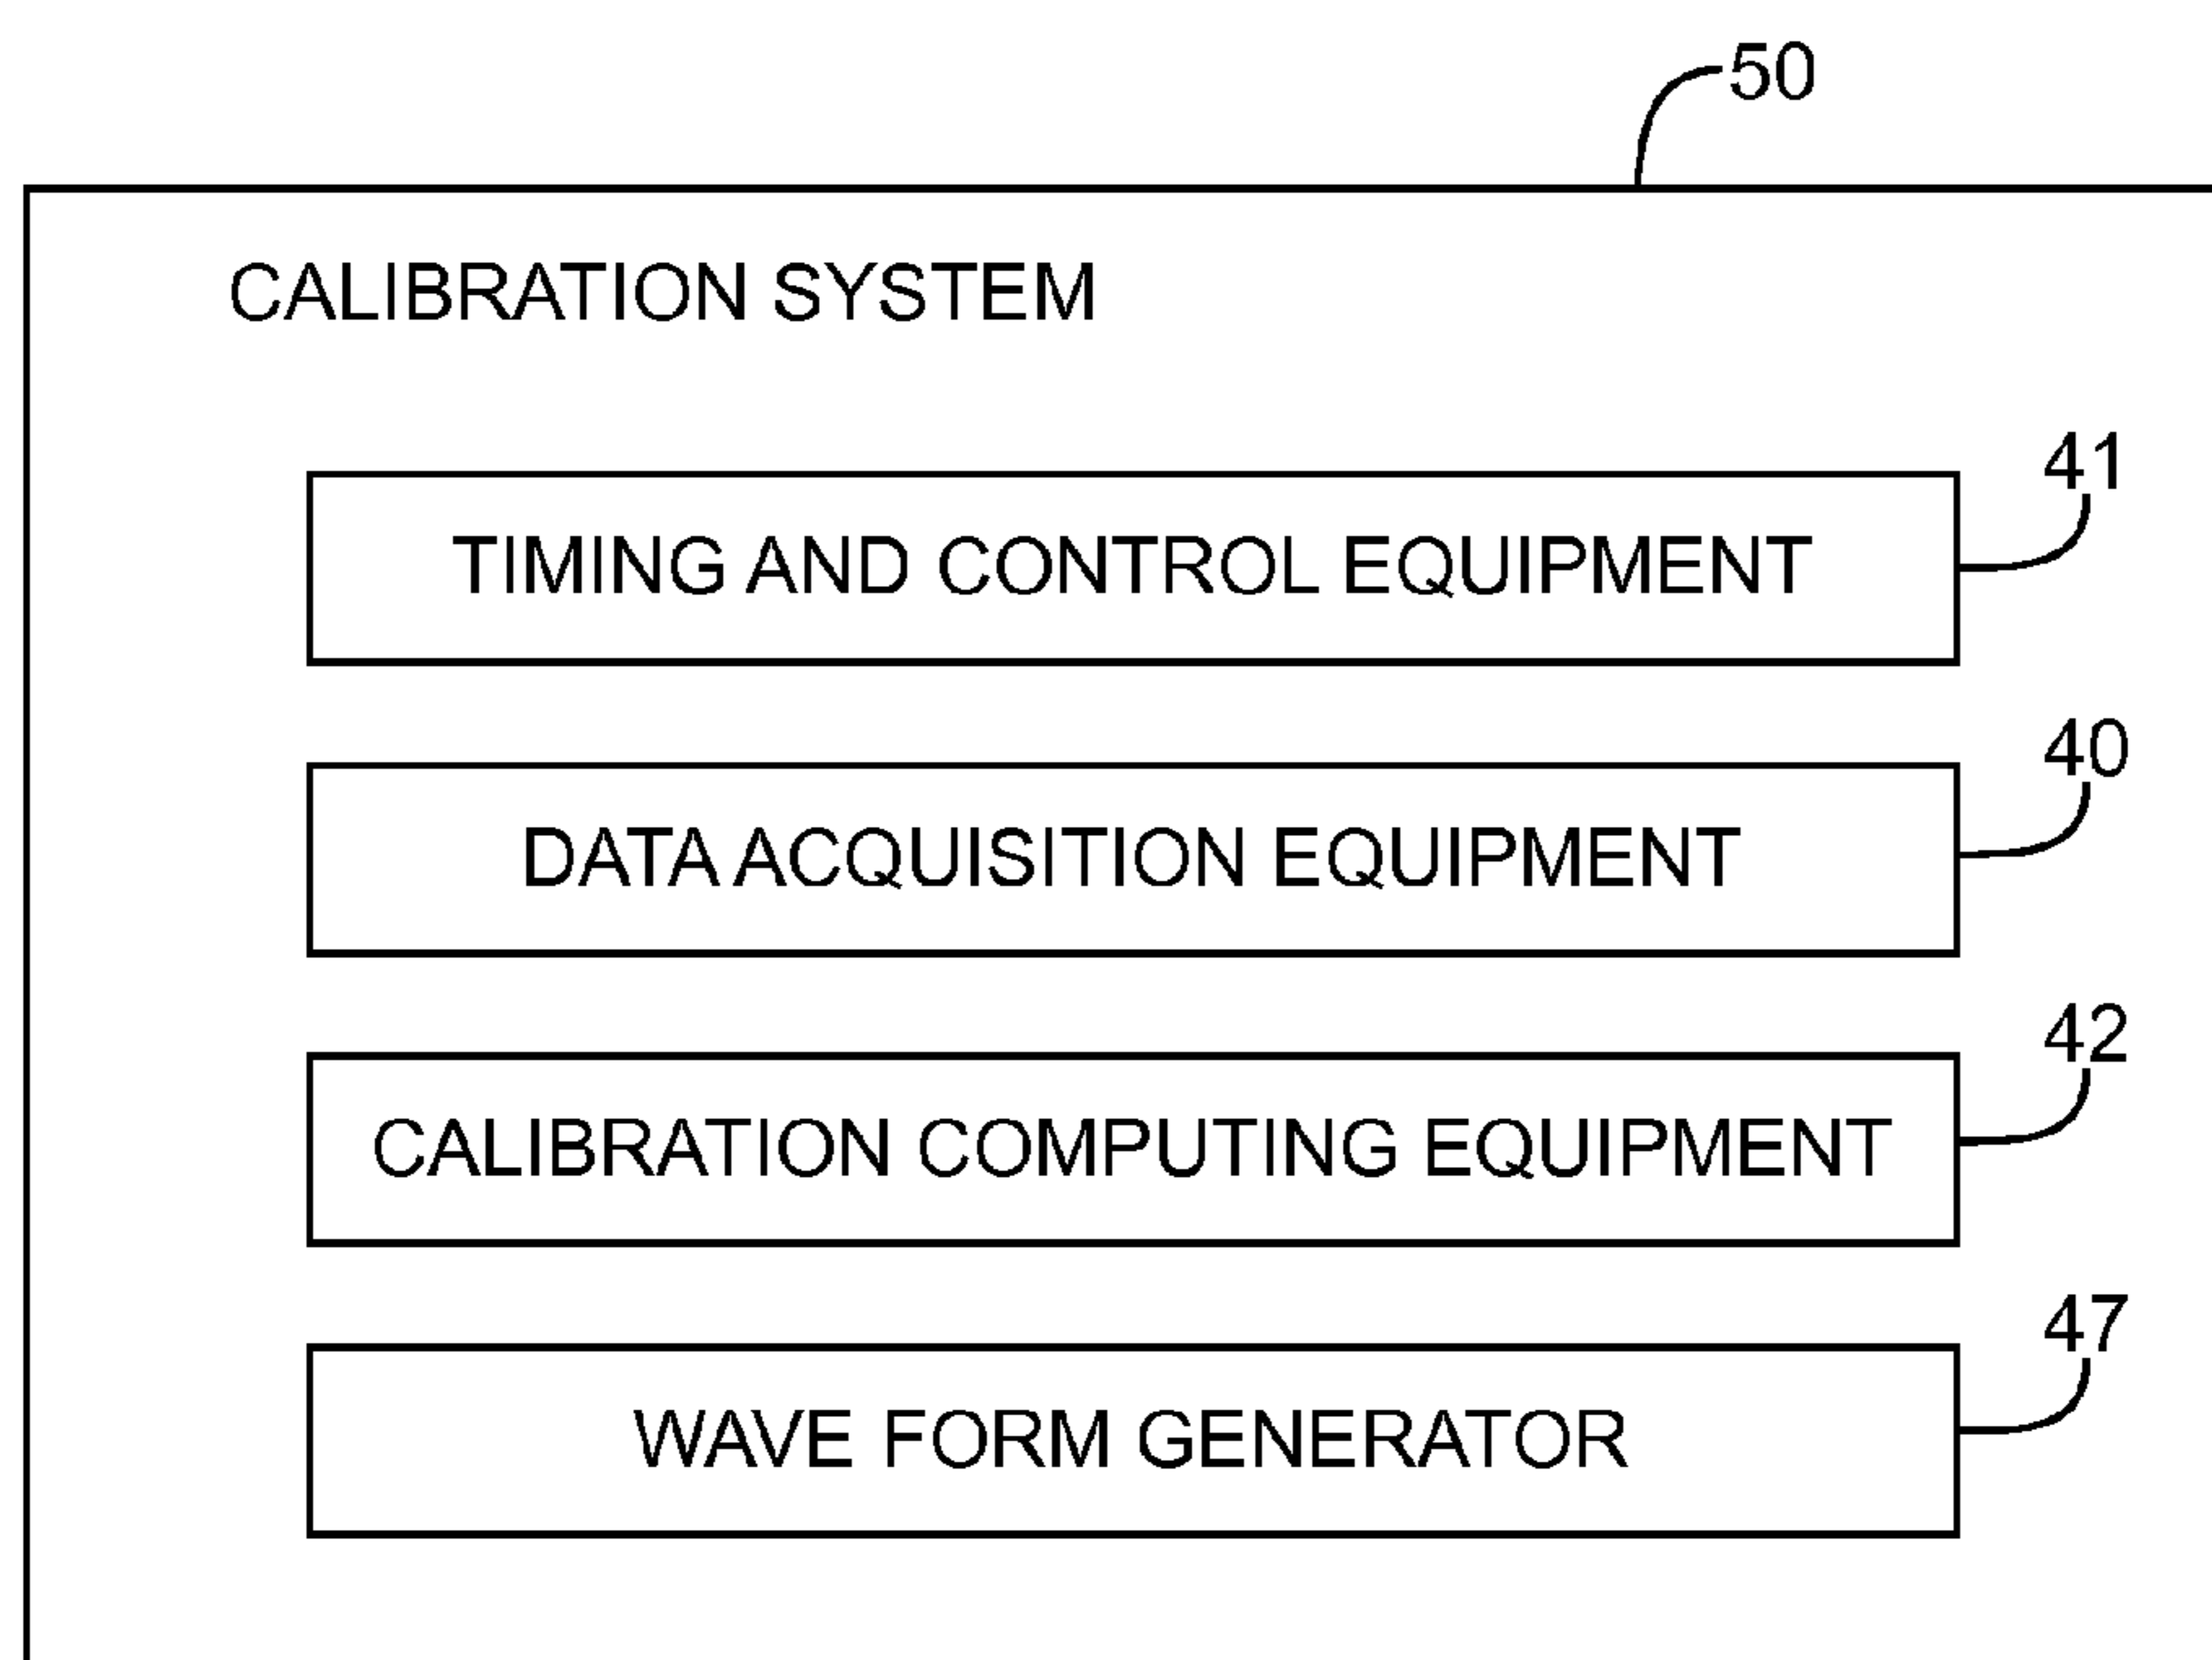 50
CALIBRATION SYSTEM
41
TIMING AND CONTROL EQUIPMENT
40
DATA ACQUISITION EQUIPMENT
42
CALIBRATION COMPUTING EQUIPMENT
47
WAVE FORM GENERATOR